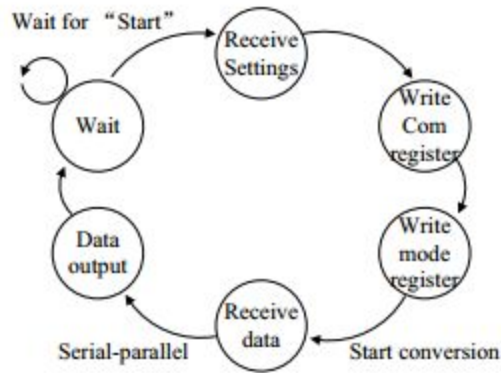 Wait for “Start”
Receive
Settings
Wait
Write
Com
register
Data
output
Write
mode
register
Receive
data
Serial-parallel
Start conversion